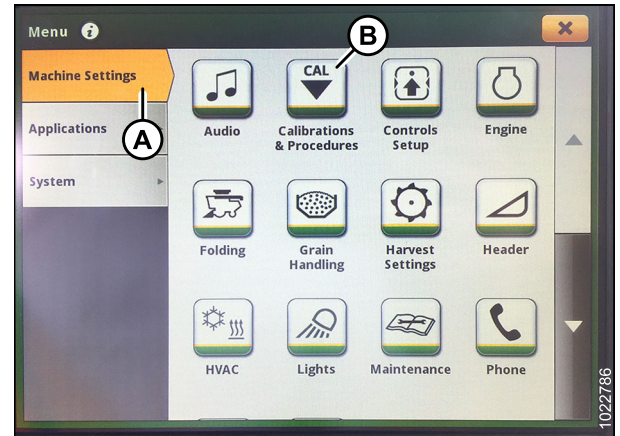 Menu i
B
Machine Settings
A
Applications
System
CAL
Audio
Calibrations
& Procedures
Controls
Setup
Engine
Folding
Grain
Handling
Harvest
Settings
Header
HVAC
Lights
Maintenance
Phone
1022786